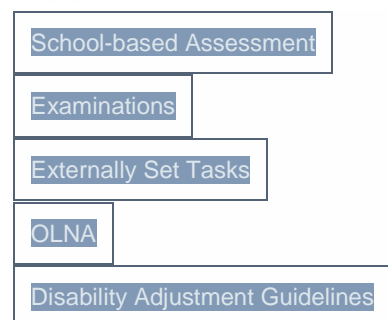 School-based Assessment
Examinations
Externally Set Tasks
OLNA
Disability Adjustment Guidelines